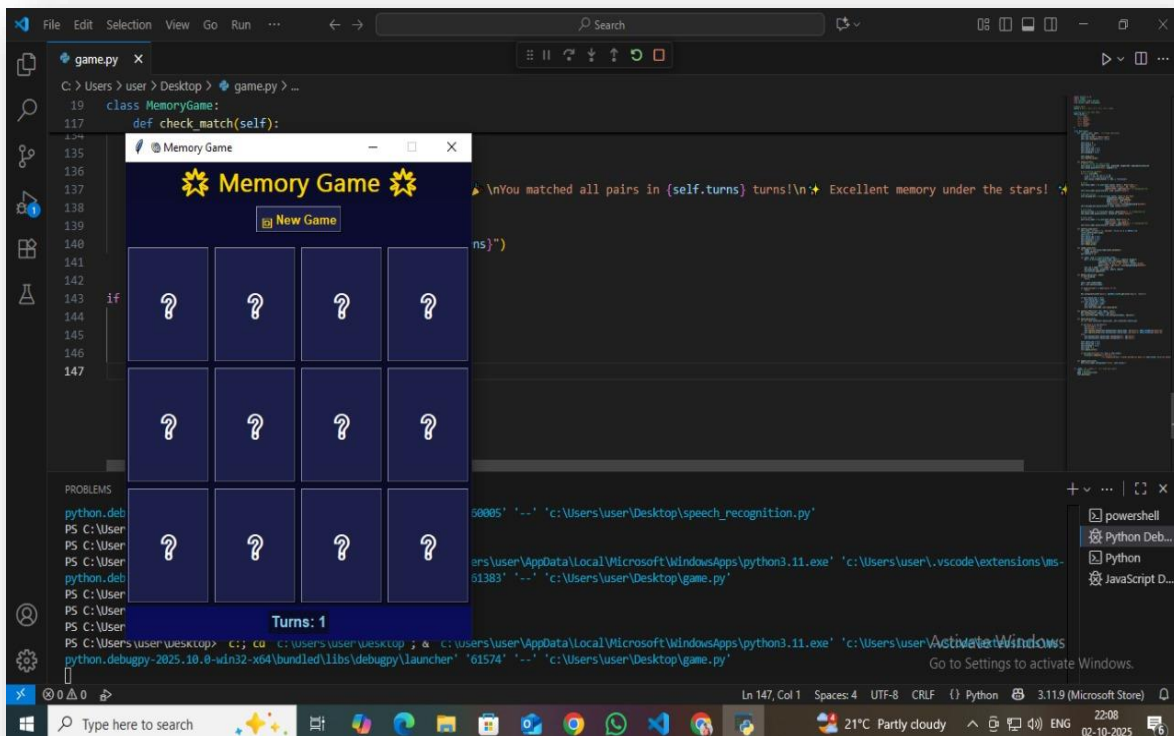 File Edit Selection View Go Run ··· Search
game.py
C: > Users > user > Desktop > game.py > ...
19 class MemoryGame:
117 def check_match(self):
134
135
136
137 \nYou matched all pairs in {self.turns} turns!\n✨ Excellent memory under the stars!
138
139
140 ns}")
141
142
143 if
144
145
146
147
Memory Game
Memory Game
New Game
? ? ? ?
? ? ? ?
? ? ? ?
Turns: 1
PROBLEMS
python.deb 60005' '--' 'c:\Users\user\Desktop\speech_recognition.py'
PS C:\User
PS C:\User
PS C:\User ers\user\AppData\Local\Microsoft\WindowsApps\python3.11.exe' 'c:\Users\user\.vscode\extensions\ms-
python.deb 61383' '--' 'c:\Users\user\Desktop\game.py'
PS C:\User
PS C:\User
PS C:\Users\user\Desktop> c:; cd 'c:\Users\user\Desktop'; & 'c:\Users\user\AppData\Local\Microsoft\WindowsApps\python3.11.exe' 'c:\Users\user\
python.debugpy-2025.10.0-win32-x64\bundled\libs\debugpy\launcher' '61574' '--' 'c:\Users\user\Desktop\game.py'
powershell
Python Deb...
Python
JavaScript D...
Activate Windows
Go to Settings to activate Windows.
0 0 Ln 147, Col 1 Spaces: 4 UTF-8 CRLF {} Python 3.11.9 (Microsoft Store)
Type here to search 21°C Partly cloudy ENG 22:08
02-10-2025